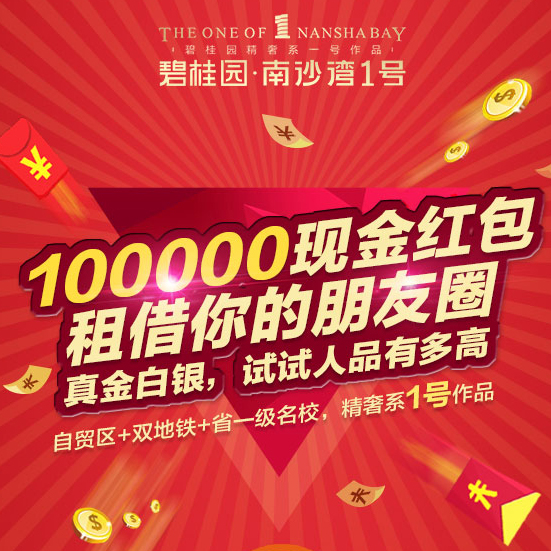 THE ONE OF 1 NANSHABAY
碧桂园精奢系一号作品
碧桂园·南沙湾1号
100000现金红包
租借你的朋友圈
真金白银，试试人品有多高
自贸区+双地铁+省一级名校，精奢系1号作品